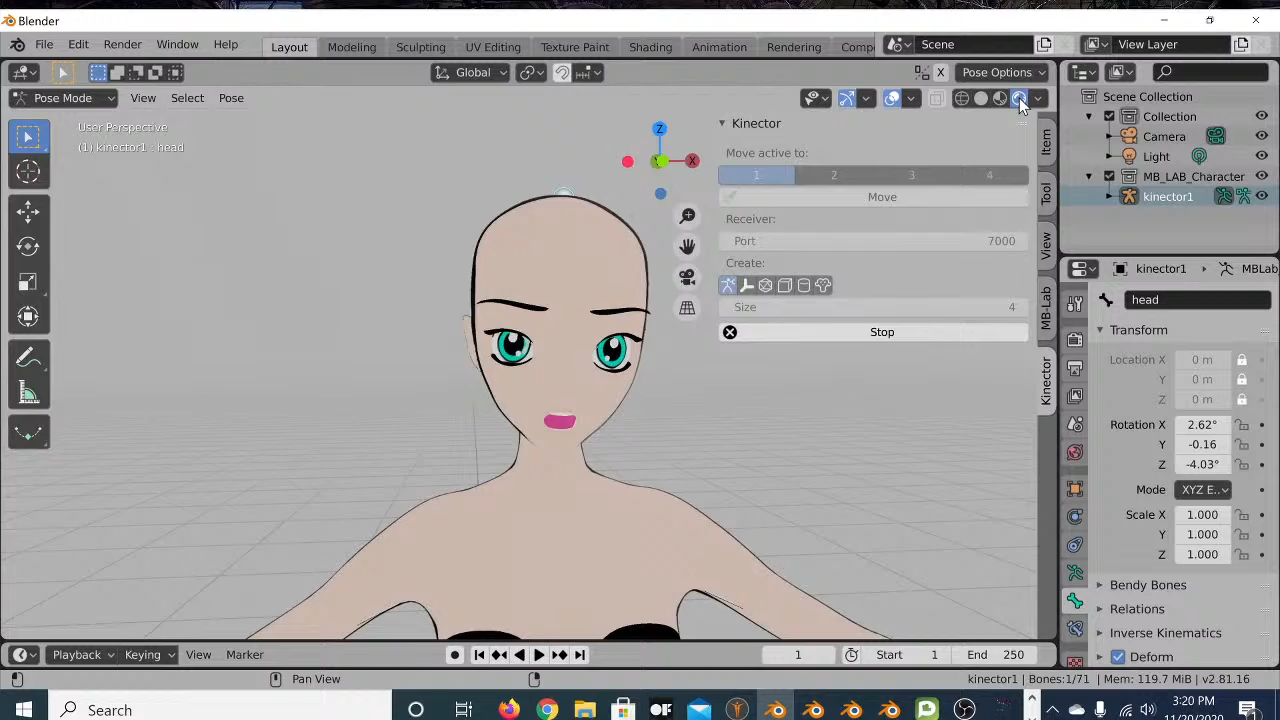 Blender
File Edit Render Window Help
Layout Modeling Sculpting UV Editing Texture Paint Shading Animation Rendering Comp
Scene
View Layer
Global
X
Pose Options
Pose Mode
View Select Pose
User Perspective
(1) kinector1 : head
Z
Y
X
Kinector
Move active to:
1 2 3 4
Move
Receiver:
Port 7000
Create:
Size 4
Stop
Item
Tool
View
MB-Lab
Kinector
Scene Collection
Collection
Camera
Light
MB_LAB_Character
kinector1
kinector1 MBLab
head
Transform
Location X 0 m
Y 0 m
Z 0 m
Rotation X 2.62°
Y -0.16
Z -4.03°
Mode XYZ E..
Scale X 1.000
Y 1.000
Z 1.000
Bendy Bones
Relations
Inverse Kinematics
Deform
Playback Keying View Marker
1
Start 1
End 250
Pan View
kinector1 | Bones:1/71 | Mem: 119.7 MiB | v2.81.16
Search
3:20 PM
11/20/2020